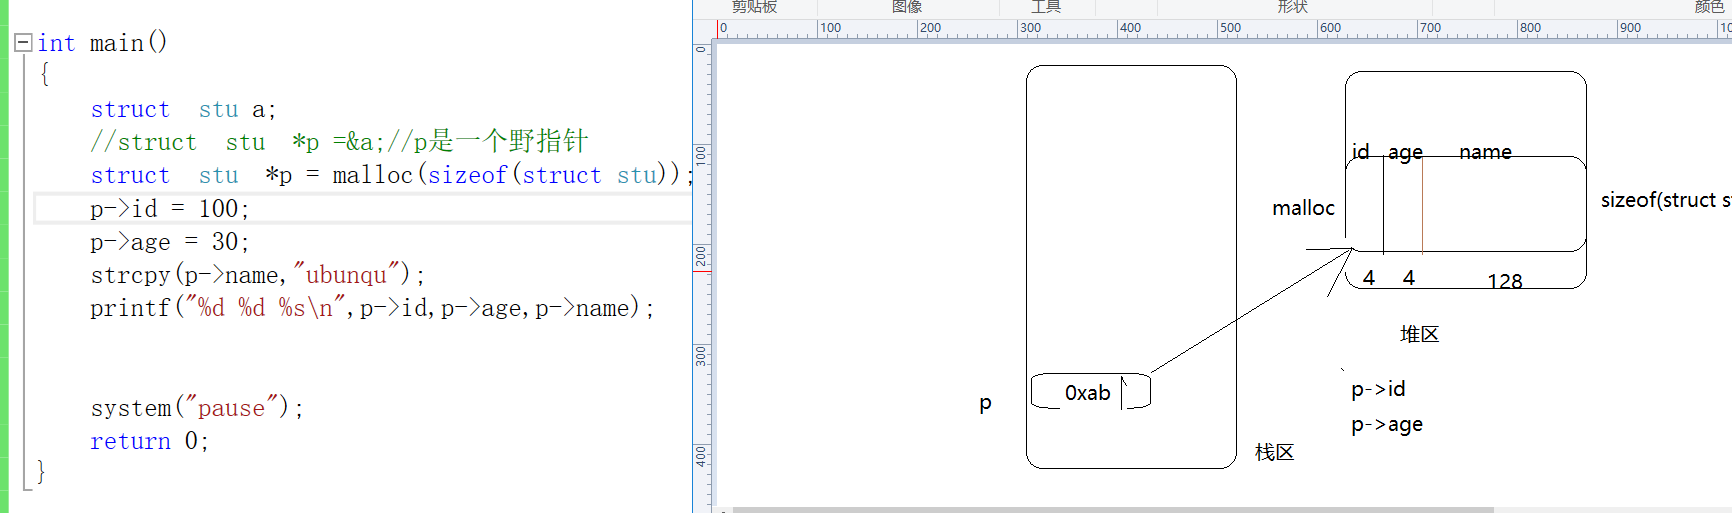 int main()
{
struct  stu a;
//struct  stu  *p =&a;//p是一个野指针
struct  stu  *p = malloc(sizeof(struct stu));
p->id = 100;
p->age = 30;
strcpy(p->name,"ubunqu");
printf("%d %d %s\n",p->id,p->age,p->name);
system("pause");
return 0;
}
剪贴板 图像 工具 形状 颜色
0 100 200 300 400 500 600 700 800 900
0
100
200
300
400
id age name
malloc
sizeof(struct
4 4 128
堆区
p 0xab
p->id
p->age
栈区